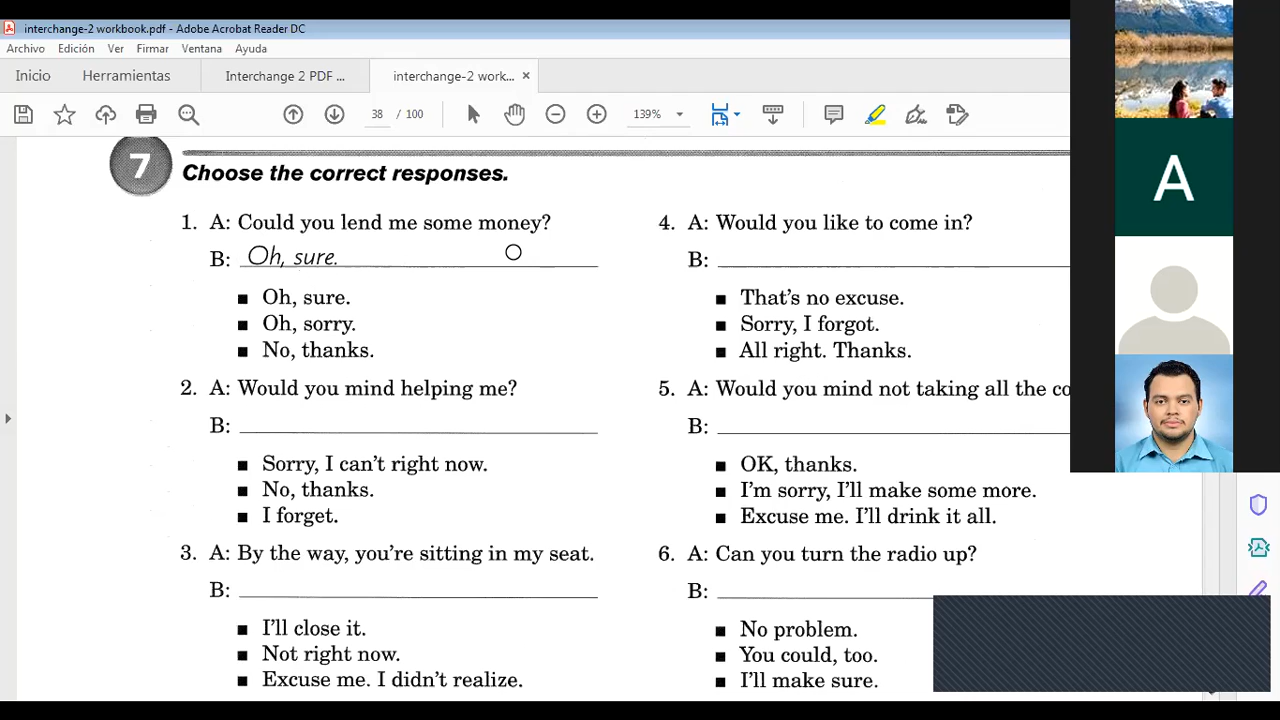 interchange-2 workbook.pdf - Adobe Acrobat Reader DC
Archivo Edición Ver Firmar Ventana Ayuda
Inicio Herramientas Interchange 2 PDF ... interchange-2 work... ×
38 / 100 139%
7 Choose the correct responses.
1. A: Could you lend me some money?
B: Oh, sure.
■ Oh, sure.
■ Oh, sorry.
■ No, thanks.
2. A: Would you mind helping me?
B:
■ Sorry, I can't right now.
■ No, thanks.
■ I forget.
3. A: By the way, you're sitting in my seat.
B:
■ I'll close it.
■ Not right now.
■ Excuse me. I didn't realize.
4. A: Would you like to come in?
B:
■ That's no excuse.
■ Sorry, I forgot.
■ All right. Thanks.
5. A: Would you mind not taking all the co
B:
■ OK, thanks.
■ I'm sorry, I'll make some more.
■ Excuse me. I'll drink it all.
6. A: Can you turn the radio up?
B:
■ No problem.
■ You could, too.
■ I'll make sure.
A